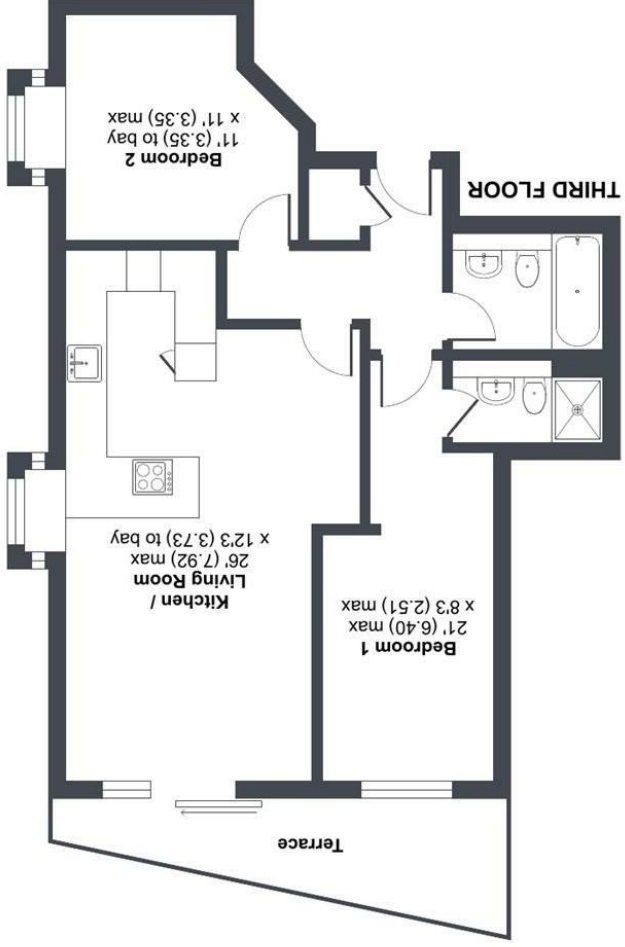 Terrace
Bedroom 1
21' (6.40) max
x 8'3 (2.51) max
Kitchen /
Living Room
26' (7.92) max
x 12'3 (3.73) to bay
THIRD FLOOR
Bedroom 2
11' (3.35) to bay
x 11' (3.35) max